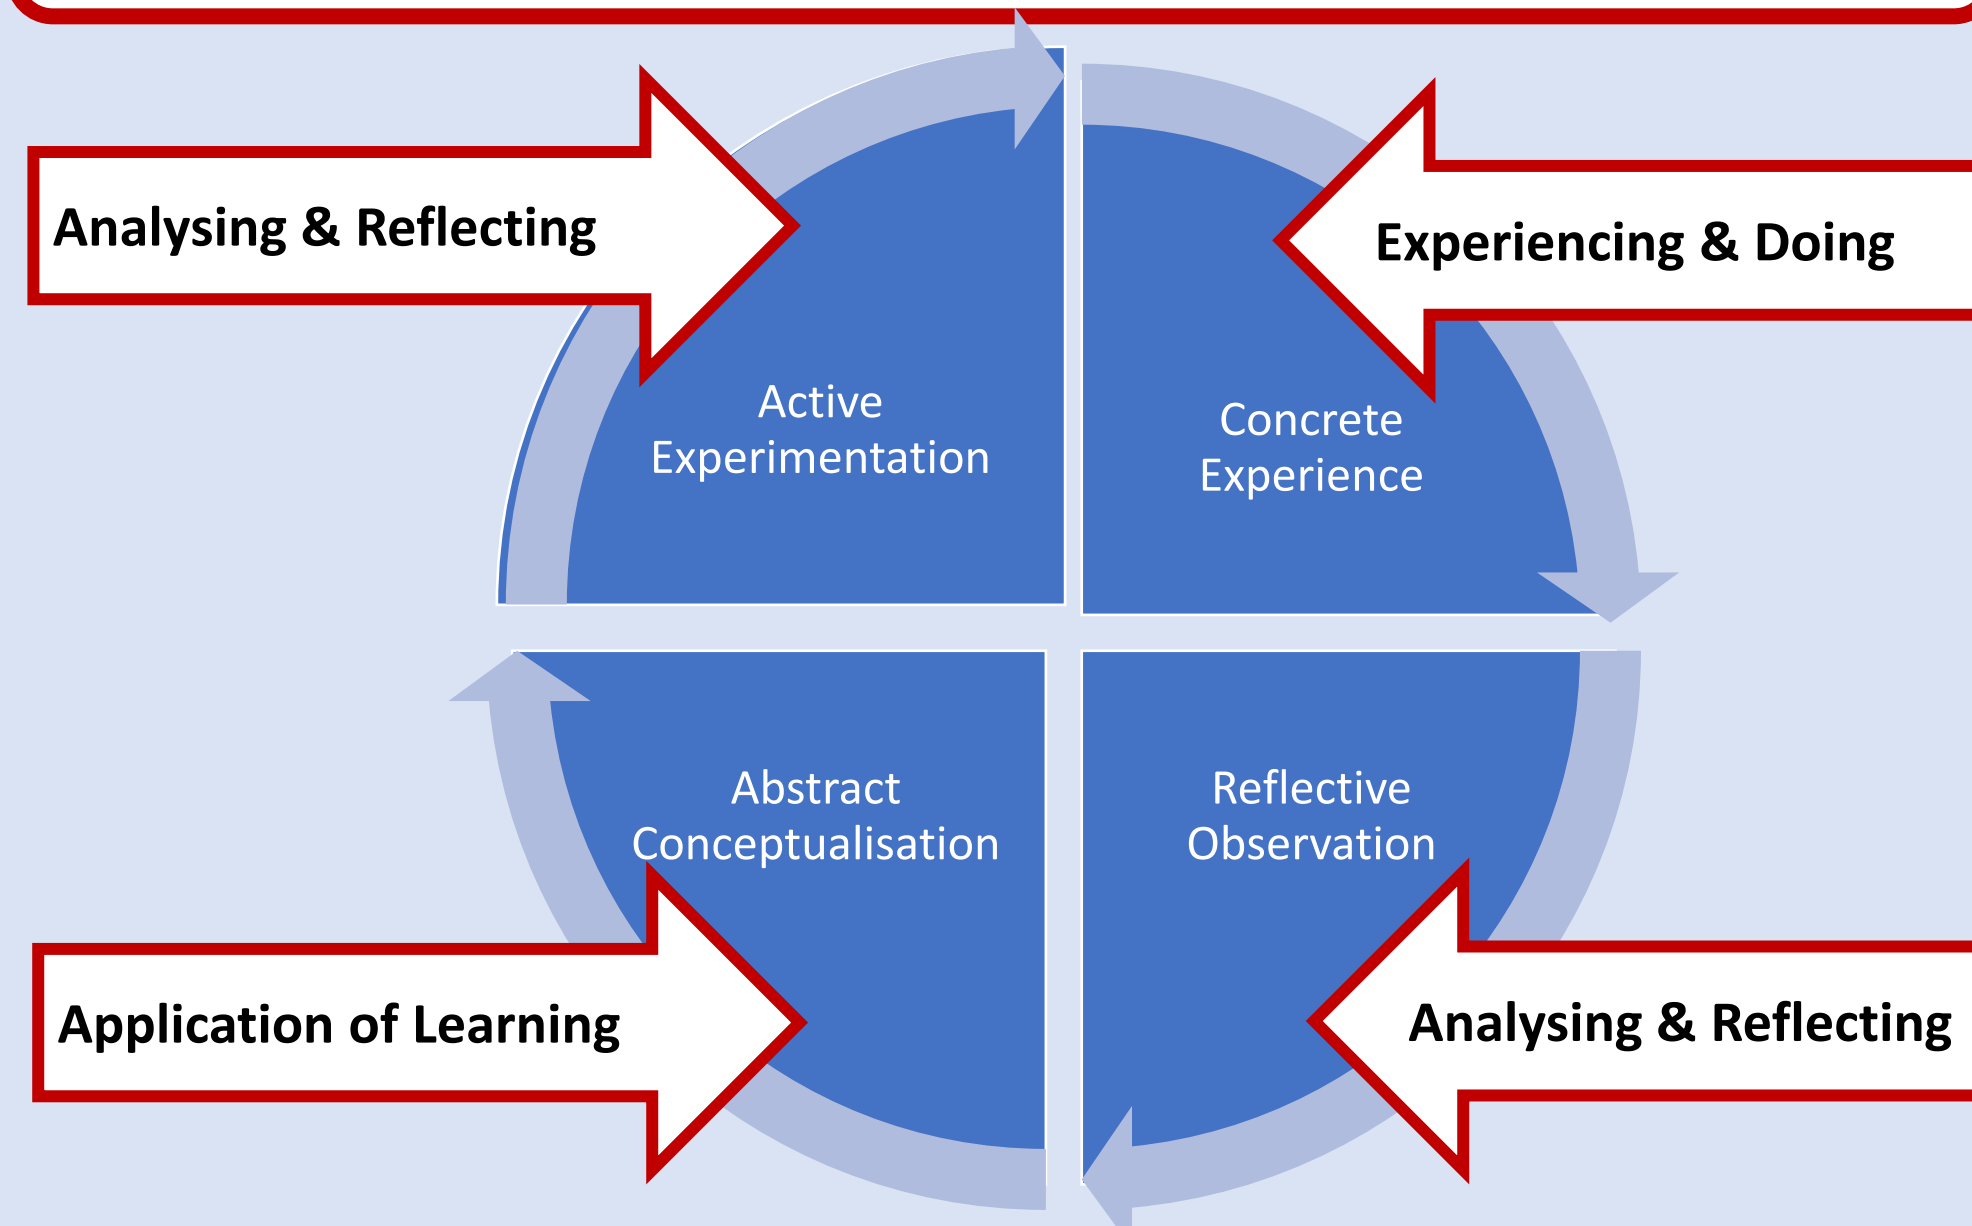 Analysing & Reflecting
Experiencing & Doing
Active
Experimentation
Concrete
Experience
Abstract
Conceptualisation
Reflective
Observation
Application of Learning
Analysing & Reflecting